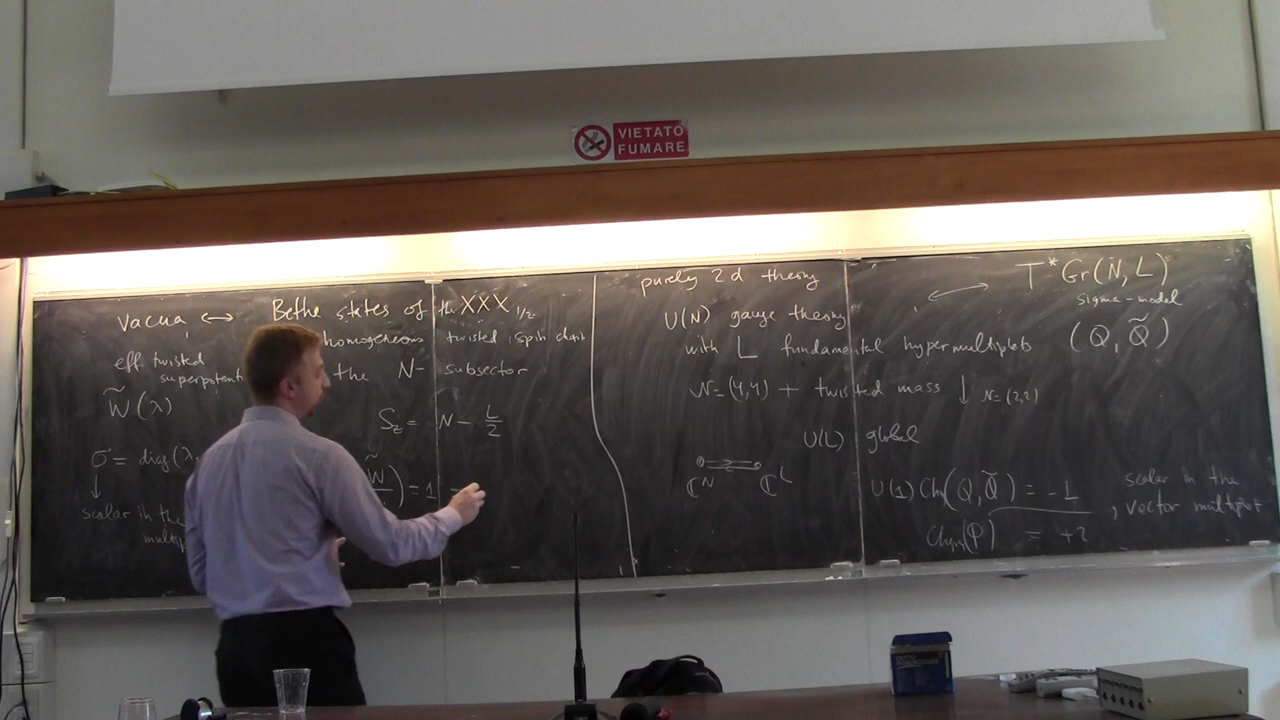 VIETATO
FUMARE
vacua ↔ Bethe states of the XXX 1/2
homogeneous twisted spin chain
eff. twisted
superpotent
the N- subsector
W̃(λ)
S_z = N - L/2
σ = diag(λ
W̃
) = 1
scalar in the
multip
purely 2d theory
U(N) gauge theory
with L fundamental hypermultiplets
N=(4,4) + twisted mass ↓ N=(2,2)
U(L) global
ℂ^N ℂ^L
↔ T*Gr(N, L)
sigma-model
(Q, Q̃)
U(1) Ch(Q, Q̃) = -1
(Φ) = +2
, scalar in the
vector multiplet